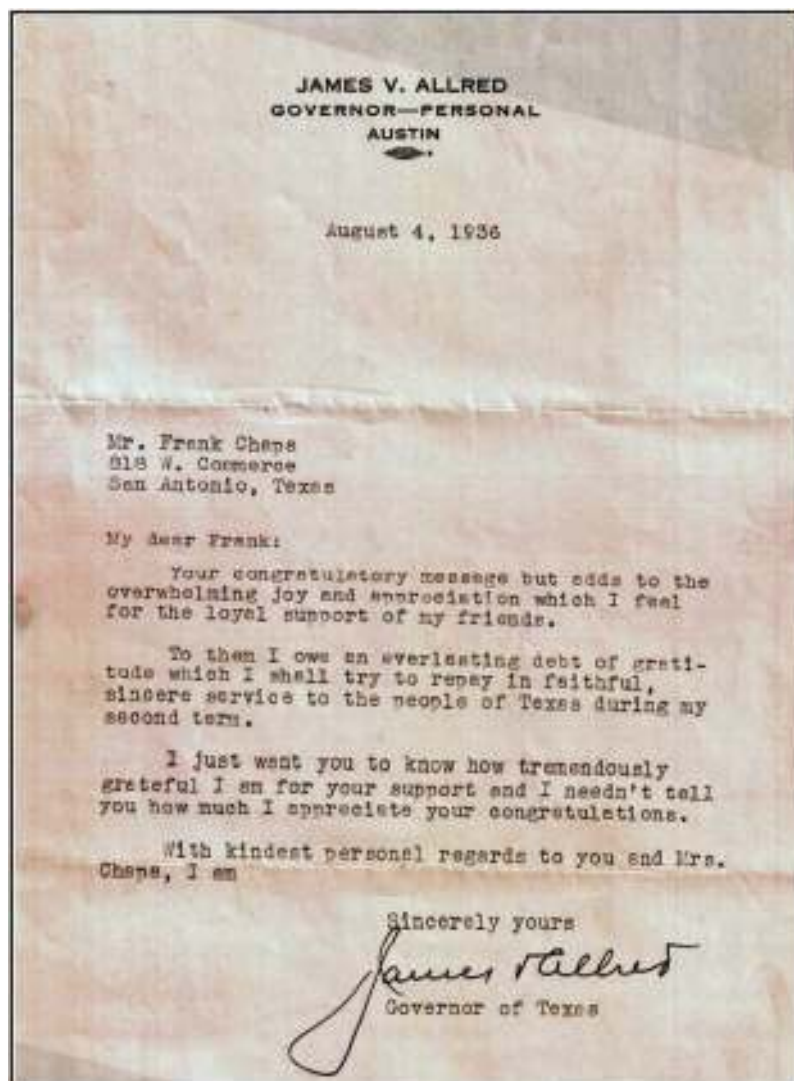 JAMES V. ALLRED
GOVERNOR—PERSONAL
AUSTIN
August 4, 1936
Mr. Frank Chapa
818 W. Commerce
San Antonio, Texas
My dear Frank:
Your congratulatory message but adds to the
overwhelming joy and appreciation which I feel
for the loyal support of my friends.
To them I owe an everlasting debt of grati-
tude which I shall try to repay in faithful,
sincere service to the people of Texas during my
second term.
I just want you to know how tremendously
grateful I am for your support and I needn't tell
you how much I appreciate your congratulations.
With kindest personal regards to you and Mrs.
Chapa, I am
Sincerely yours
James V Allred
Governor of Texas